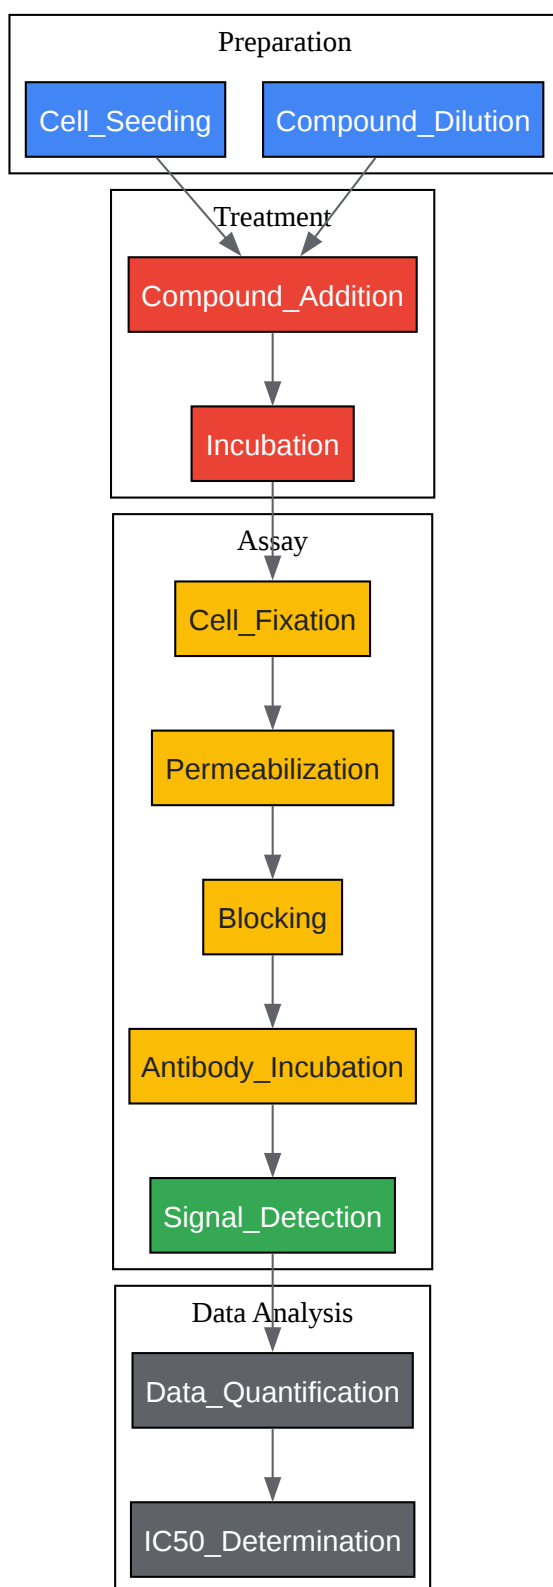 Preparation
Cell_Seeding
Compound_Dilution
Treatment
Compound_Addition
Incubation
Assay
Cell_Fixation
Permeabilization
Blocking
Antibody_Incubation
Signal_Detection
Data Analysis
Data_Quantification
IC50_Determination